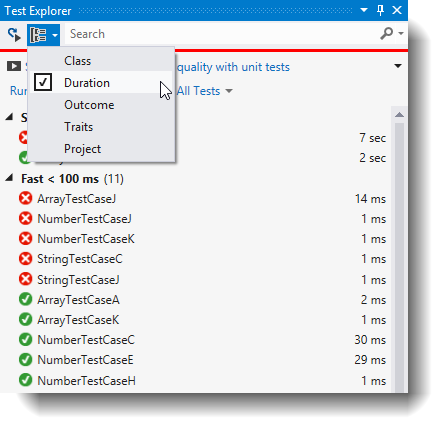 Test Explorer
Search
Class
quality with unit tests
Duration
Run
All Tests
Outcome
Traits
Project
S
7 sec
2 sec
Fast < 100 ms (11)
ArrayTestCaseJ 14 ms
NumberTestCaseJ 1 ms
NumberTestCaseK 1 ms
StringTestCaseC 1 ms
StringTestCaseJ 1 ms
ArrayTestCaseA 2 ms
ArrayTestCaseK 1 ms
NumberTestCaseC 30 ms
NumberTestCaseE 29 ms
NumberTestCaseH 1 ms